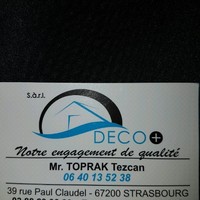 s.à.r.l.
DECO+
Notre engagement de qualité
Mr. TOPRAK Tezcan
06 40 13 52 38
39 rue Paul Claudel - 67200 STRASBOURG